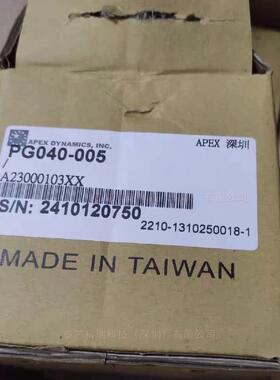 APEX DYNAMICS, INC.
APEX 深圳
PG040-005
/
A23000103XX
S/N: 2410120750
2210-1310250018-1
MADE IN TAIWAN